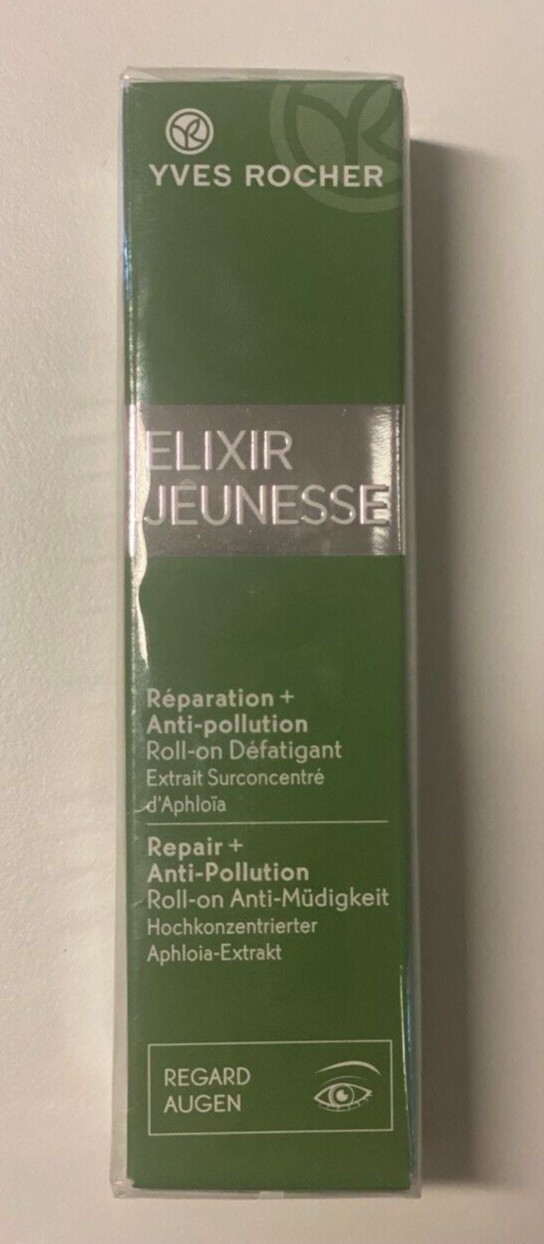 YVES ROCHER
ELIXIR
JEUNESSE
Réparation +
Anti-pollution
Roll-on Défatigant
Extrait Surconcentré
d'Aphloïa
Repair +
Anti-Pollution
Roll-on Anti-Müdigkeit
Hochkonzentrierter
Aphloia-Extrakt
REGARD
AUGEN